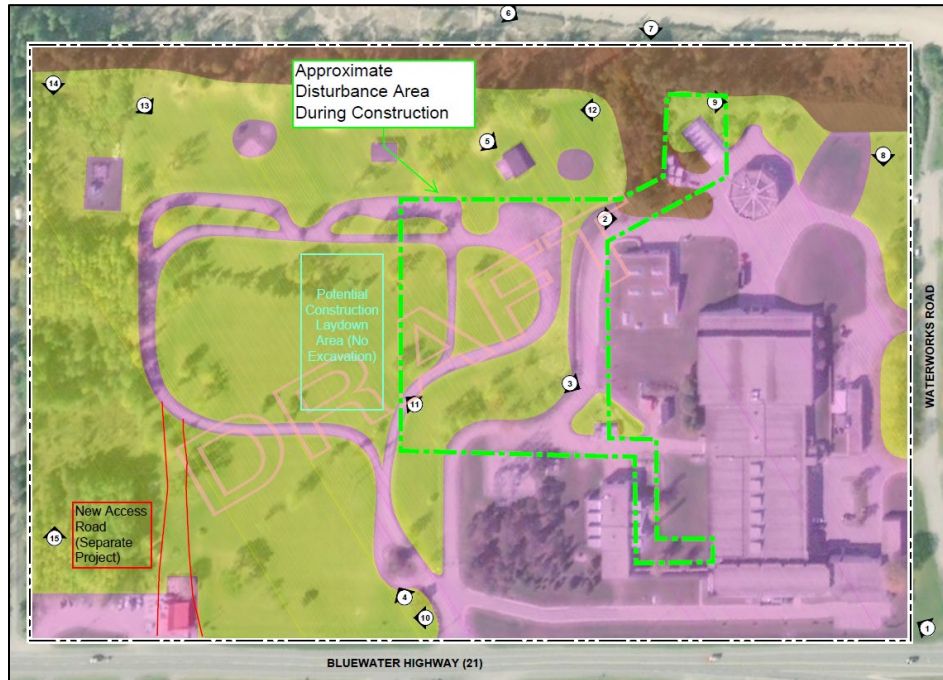 6
7
14
13
Approximate
Disturbance Area
During Construction
12
9
5
8
2
Potential
Construction
Laydown
Area (No
Excavation)
DRAFT
3
11
WATERWORKS ROAD
New Access
Road
(Separate
Project)
15
4
10
1
BLUEWATER HIGHWAY (21)